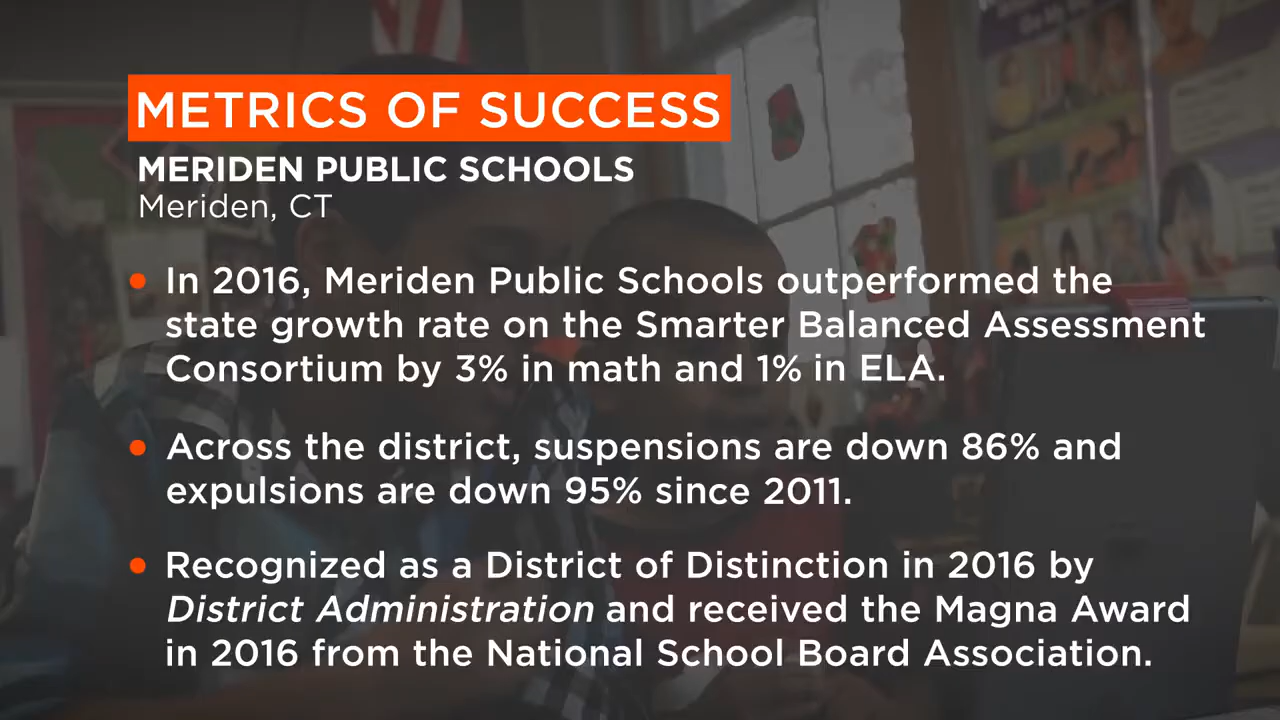 METRICS OF SUCCESS
MERIDEN PUBLIC SCHOOLS
Meriden, CT
• In 2016, Meriden Public Schools outperformed the
state growth rate on the Smarter Balanced Assessment
Consortium by 3% in math and 1% in ELA.
• Across the district, suspensions are down 86% and
expulsions are down 95% since 2011.
• Recognized as a District of Distinction in 2016 by
District Administration and received the Magna Award
in 2016 from the National School Board Association.